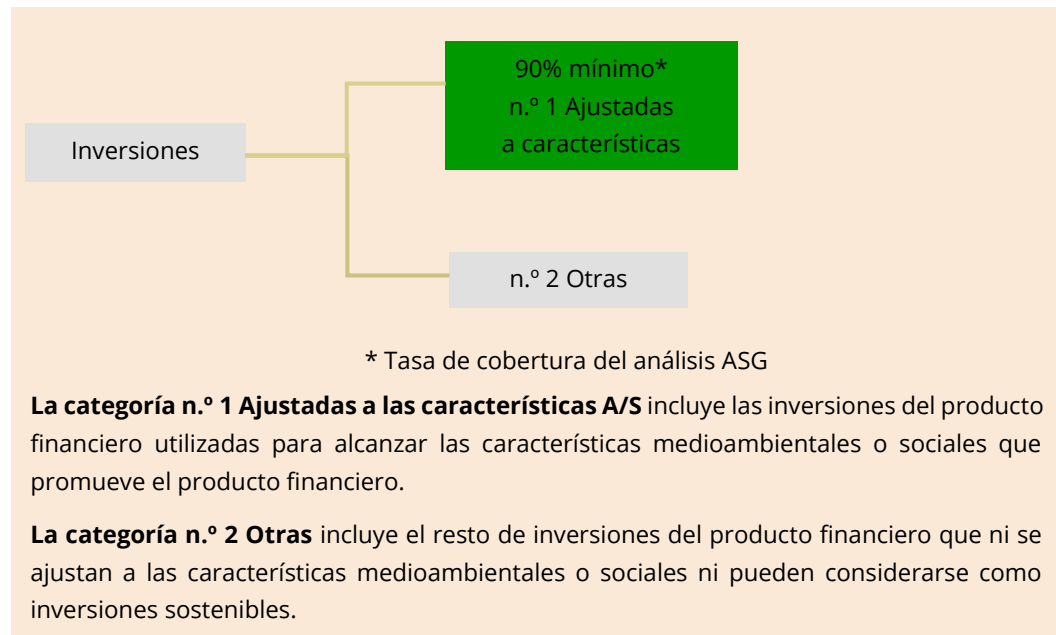 90% mínimo*
n.º 1 Ajustadas
a características
Inversiones
n.º 2 Otras
* Tasa de cobertura del análisis ASG
La categoría n.º 1 Ajustadas a las características A/S incluye las inversiones del producto
financiero utilizadas para alcanzar las características medioambientales o sociales que
promueve el producto financiero.
La categoría n.º 2 Otras incluye el resto de inversiones del producto financiero que ni se
ajustan a las características medioambientales o sociales ni pueden considerarse como
inversiones sostenibles.